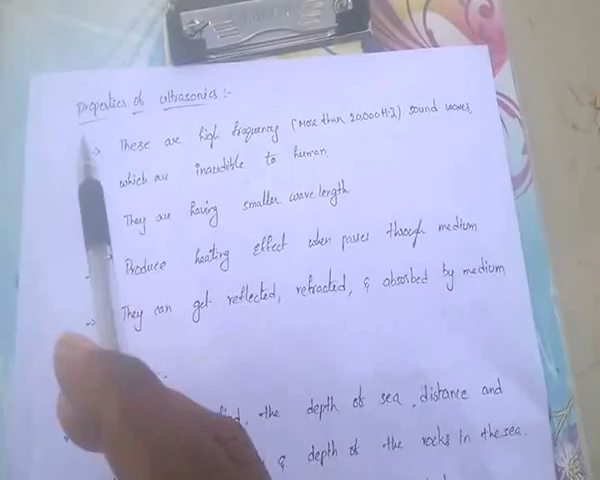 Properties of ultrasonics :-
→ These are high frequency (More than 20,000Hz) sound waves,
which are inaudible to human.
They are having smaller wave length
Produce heating effect when passes through medium
→ They can get reflected, refracted, & absorbed by medium
the depth of sea, distance and
& depth of the rocks in the sea.